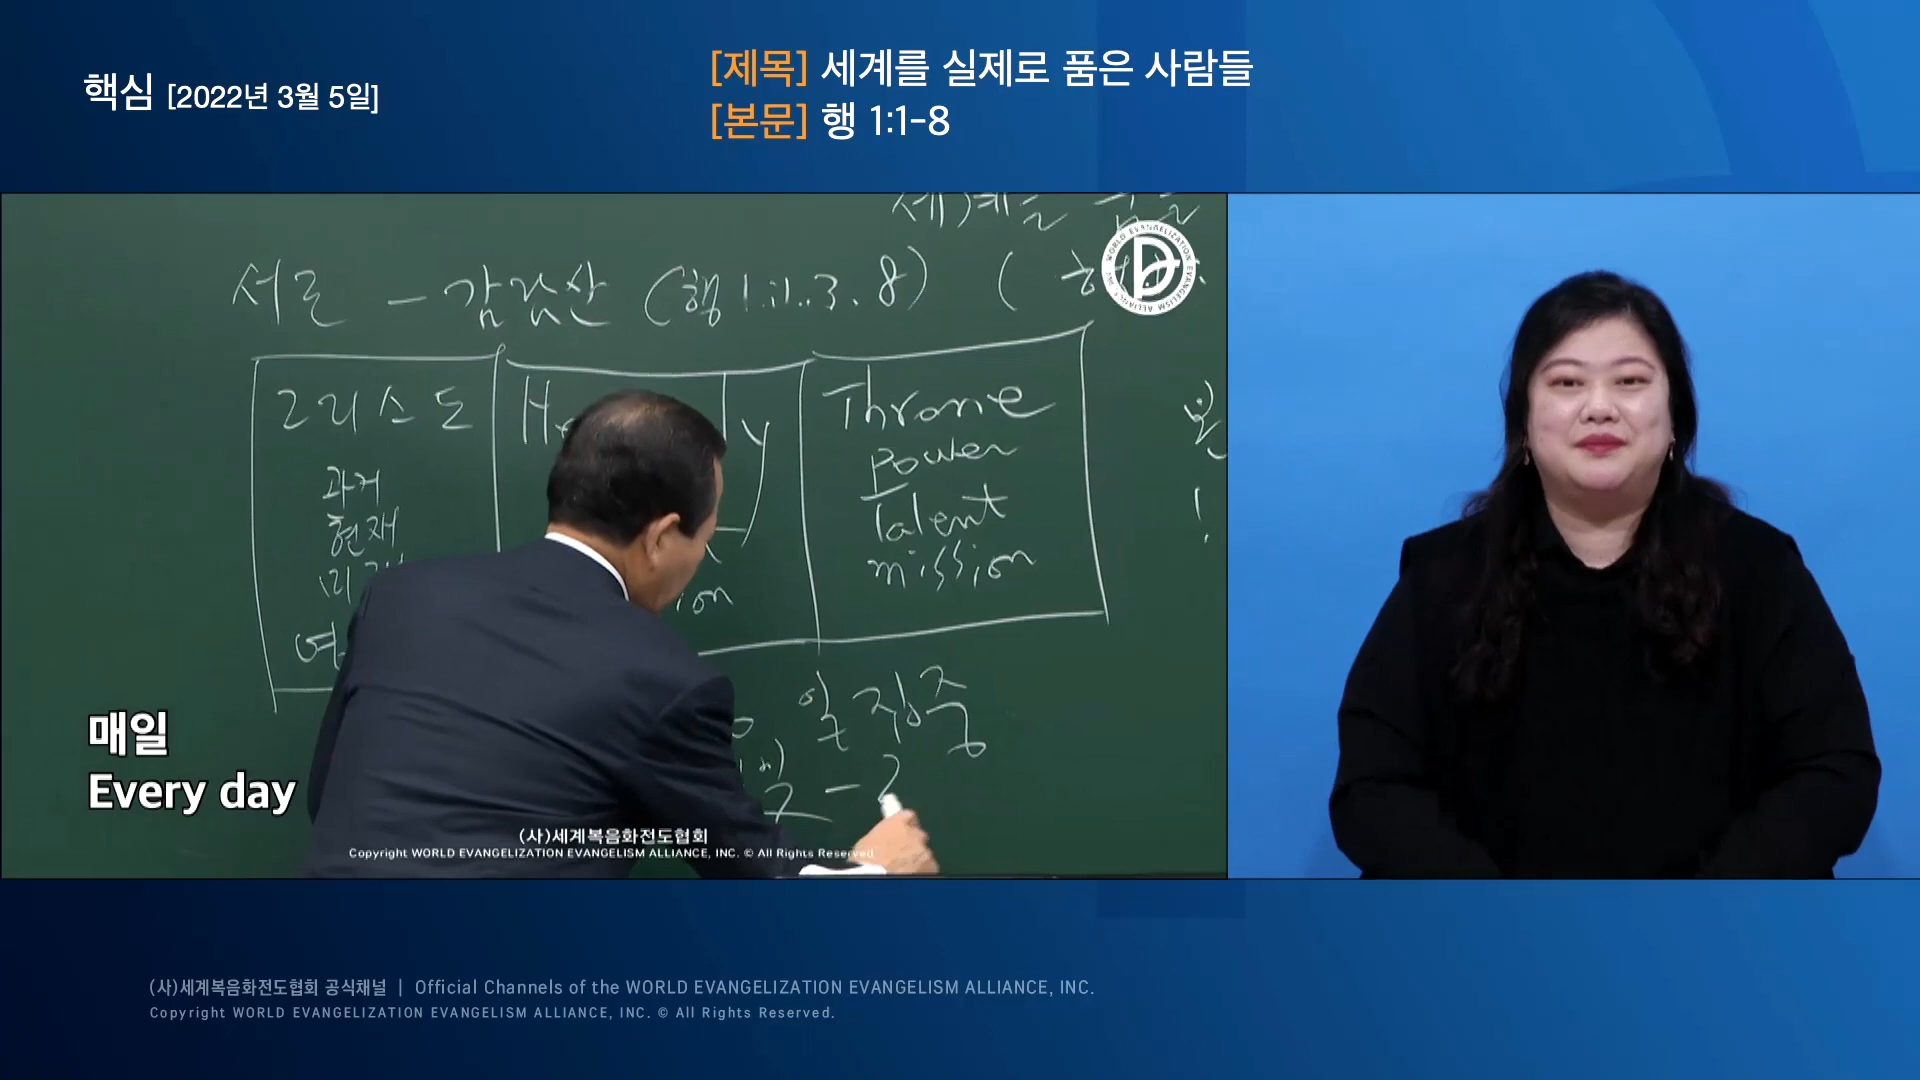 핵심 [2022년 3월 5일]
[제목] 세계를 실제로 품은 사람들
[본문] 행 1:1-8
세계를
서론 - 감람산 (행1:1..3.8) (
그리스도
과거
현재
Throne
Power
Talent
mission
집중
매일
Every day
(사)세계복음화전도협회
Copyright WORLD EVANGELIZATION EVANGELISM ALLIANCE, INC. © All Rights Reserved
(사)세계복음화전도협회 공식채널 | Official Channels of the WORLD EVANGELIZATION EVANGELISM ALLIANCE, INC.
Copyright WORLD EVANGELIZATION EVANGELISM ALLIANCE, INC. © All Rights Reserved.